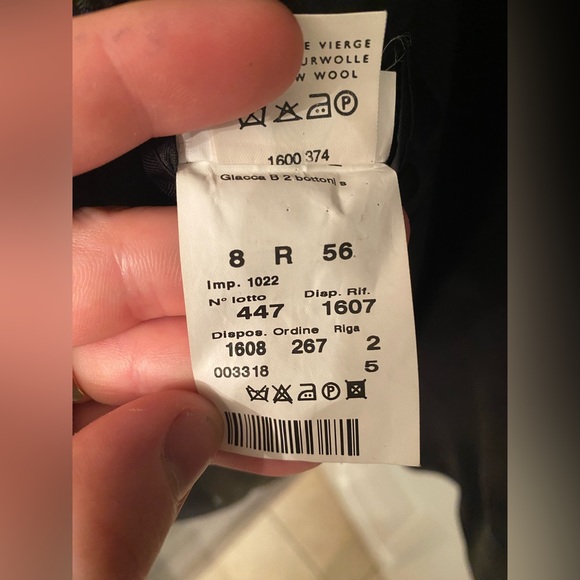 E VIERGE
URWOLLE
W WOOL
P
1600 374
Giacca B 2 bottoni s
8 R 56
Imp. 1022
N° lotto Disp. Rif.
447 1607
Dispos. Ordine Riga
1608 267 2
003318 5
P